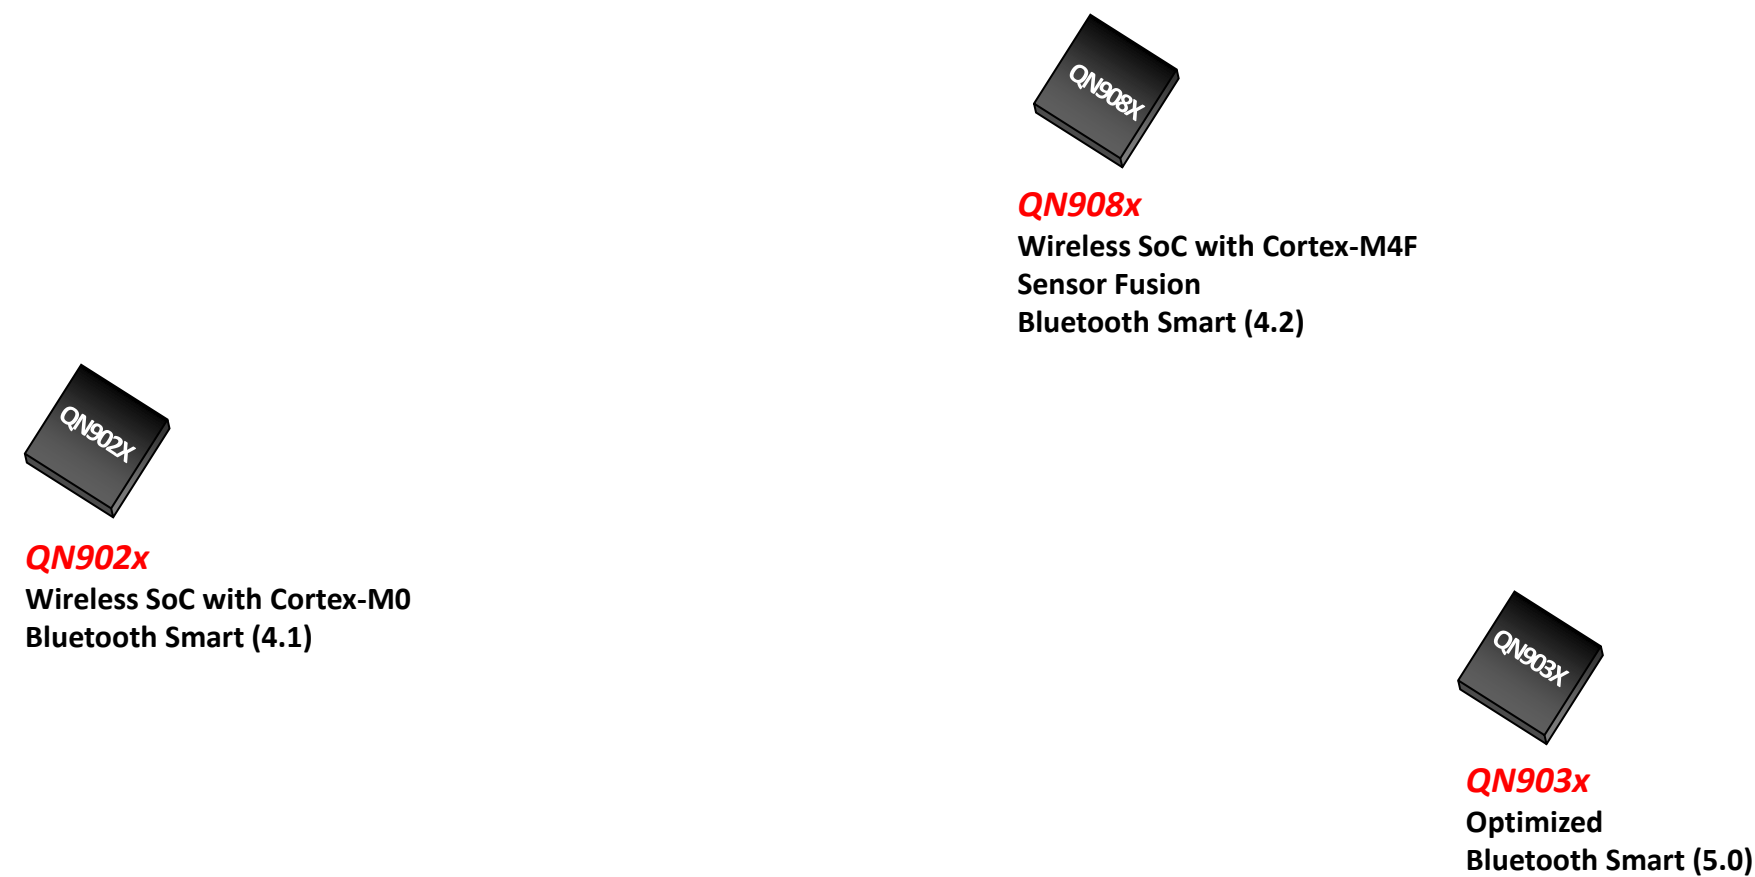 QN908X
QN908x
Wireless SoC with Cortex-M4F
Sensor Fusion
Bluetooth Smart (4.2)
QN902X
QN902x
Wireless SoC with Cortex-M0
Bluetooth Smart (4.1)
QN903X
QN903x
Optimized
Bluetooth Smart (5.0)